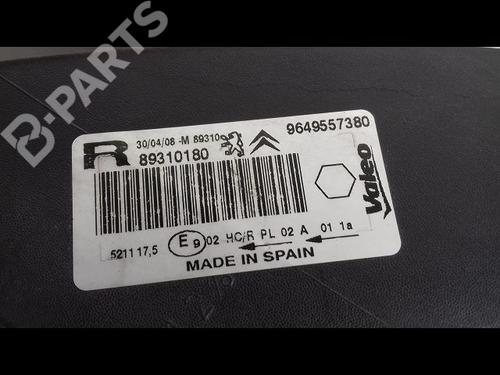 B-PARTS
R
30/04/08 -M 89310
89310180
9649557380
Valeo
521117,5
E9 02 HC/R PL 02 A 01 1a
MADE IN SPAIN